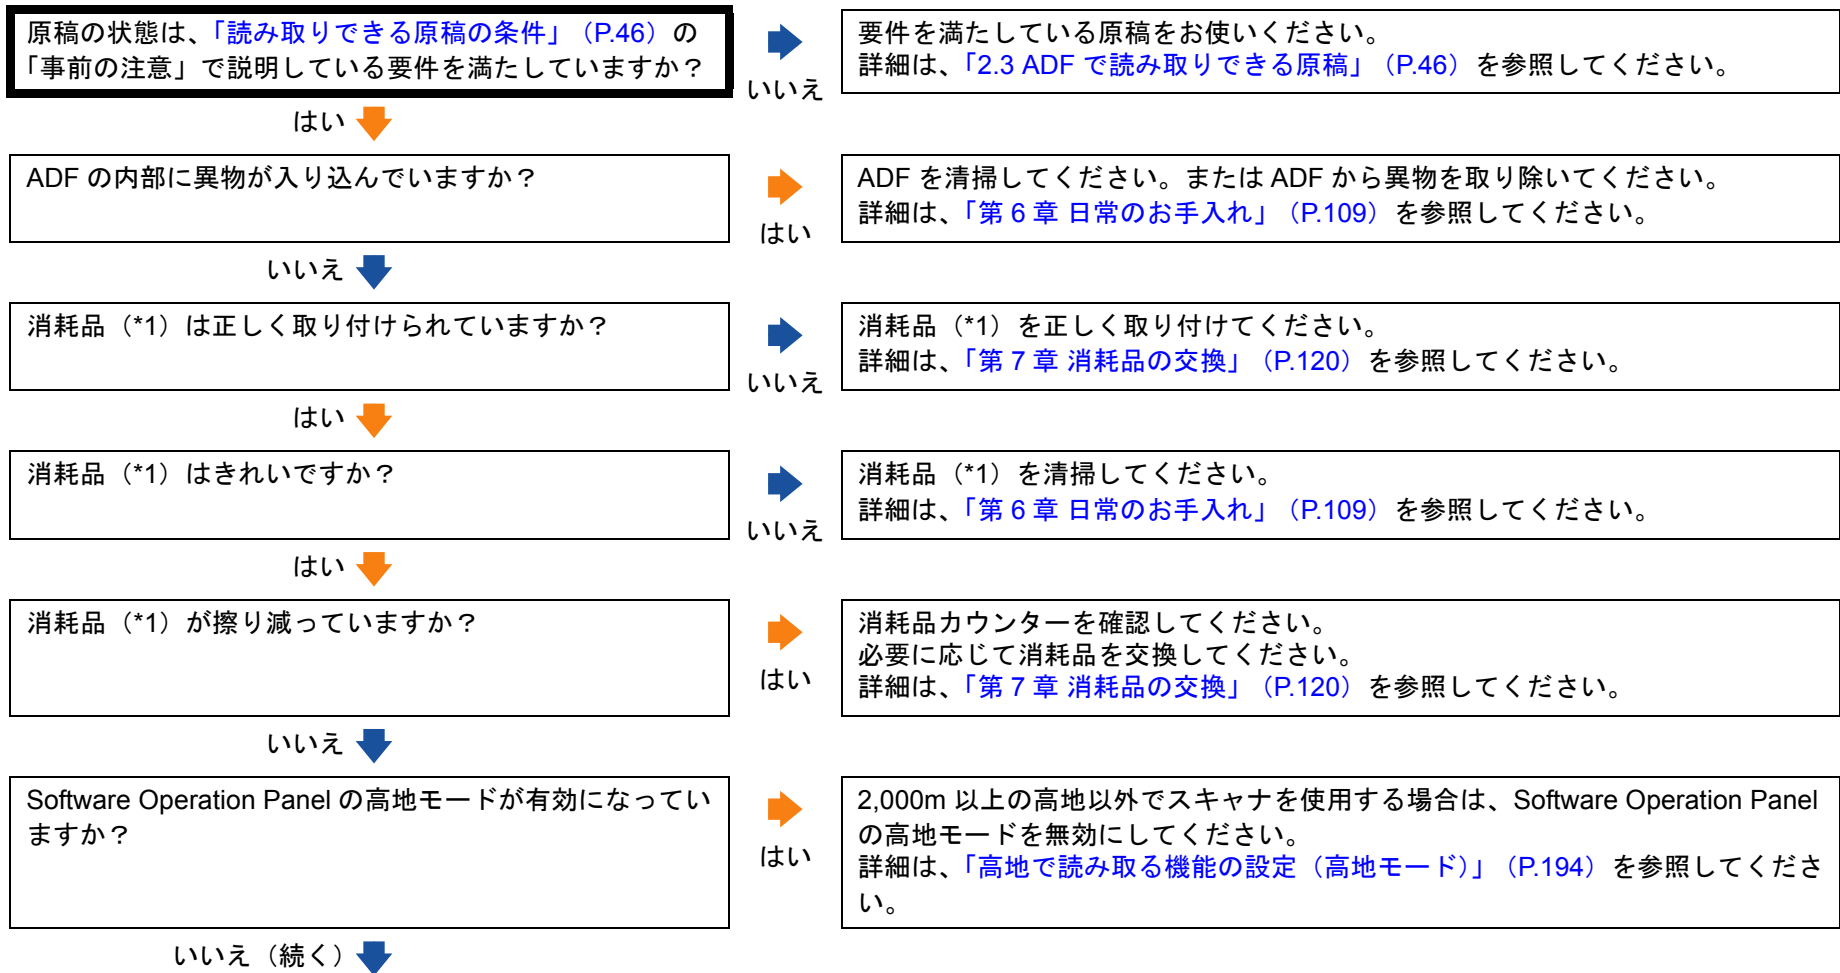 原稿の状態は、「読み取りできる原稿の条件」（P.46）の
「事前の注意」で説明している要件を満たしていますか？
いいえ
要件を満たしている原稿をお使いください。
詳細は、「2.3 ADF で読み取りできる原稿」（P.46）を参照してください。
はい
ADF の内部に異物が入り込んでいますか？
はい
ADF を清掃してください。または ADF から異物を取り除いてください。
詳細は、「第 6 章 日常のお手入れ」（P.109）を参照してください。
いいえ
消耗品（*1）は正しく取り付けられていますか？
いいえ
消耗品（*1）を正しく取り付けてください。
詳細は、「第 7 章 消耗品の交換」（P.120）を参照してください。
はい
消耗品（*1）はきれいですか？
いいえ
消耗品（*1）を清掃してください。
詳細は、「第 6 章 日常のお手入れ」（P.109）を参照してください。
はい
消耗品（*1）が擦り減っていますか？
はい
消耗品カウンターを確認してください。
必要に応じて消耗品を交換してください。
詳細は、「第 7 章 消耗品の交換」（P.120）を参照してください。
いいえ
Software Operation Panel の高地モードが有効になってい
ますか？
はい
2,000m 以上の高地以外でスキャナを使用する場合は、Software Operation Panel
の高地モードを無効にしてください。
詳細は、「高地で読み取る機能の設定（高地モード）」（P.194）を参照してくださ
い。
いいえ（続く）